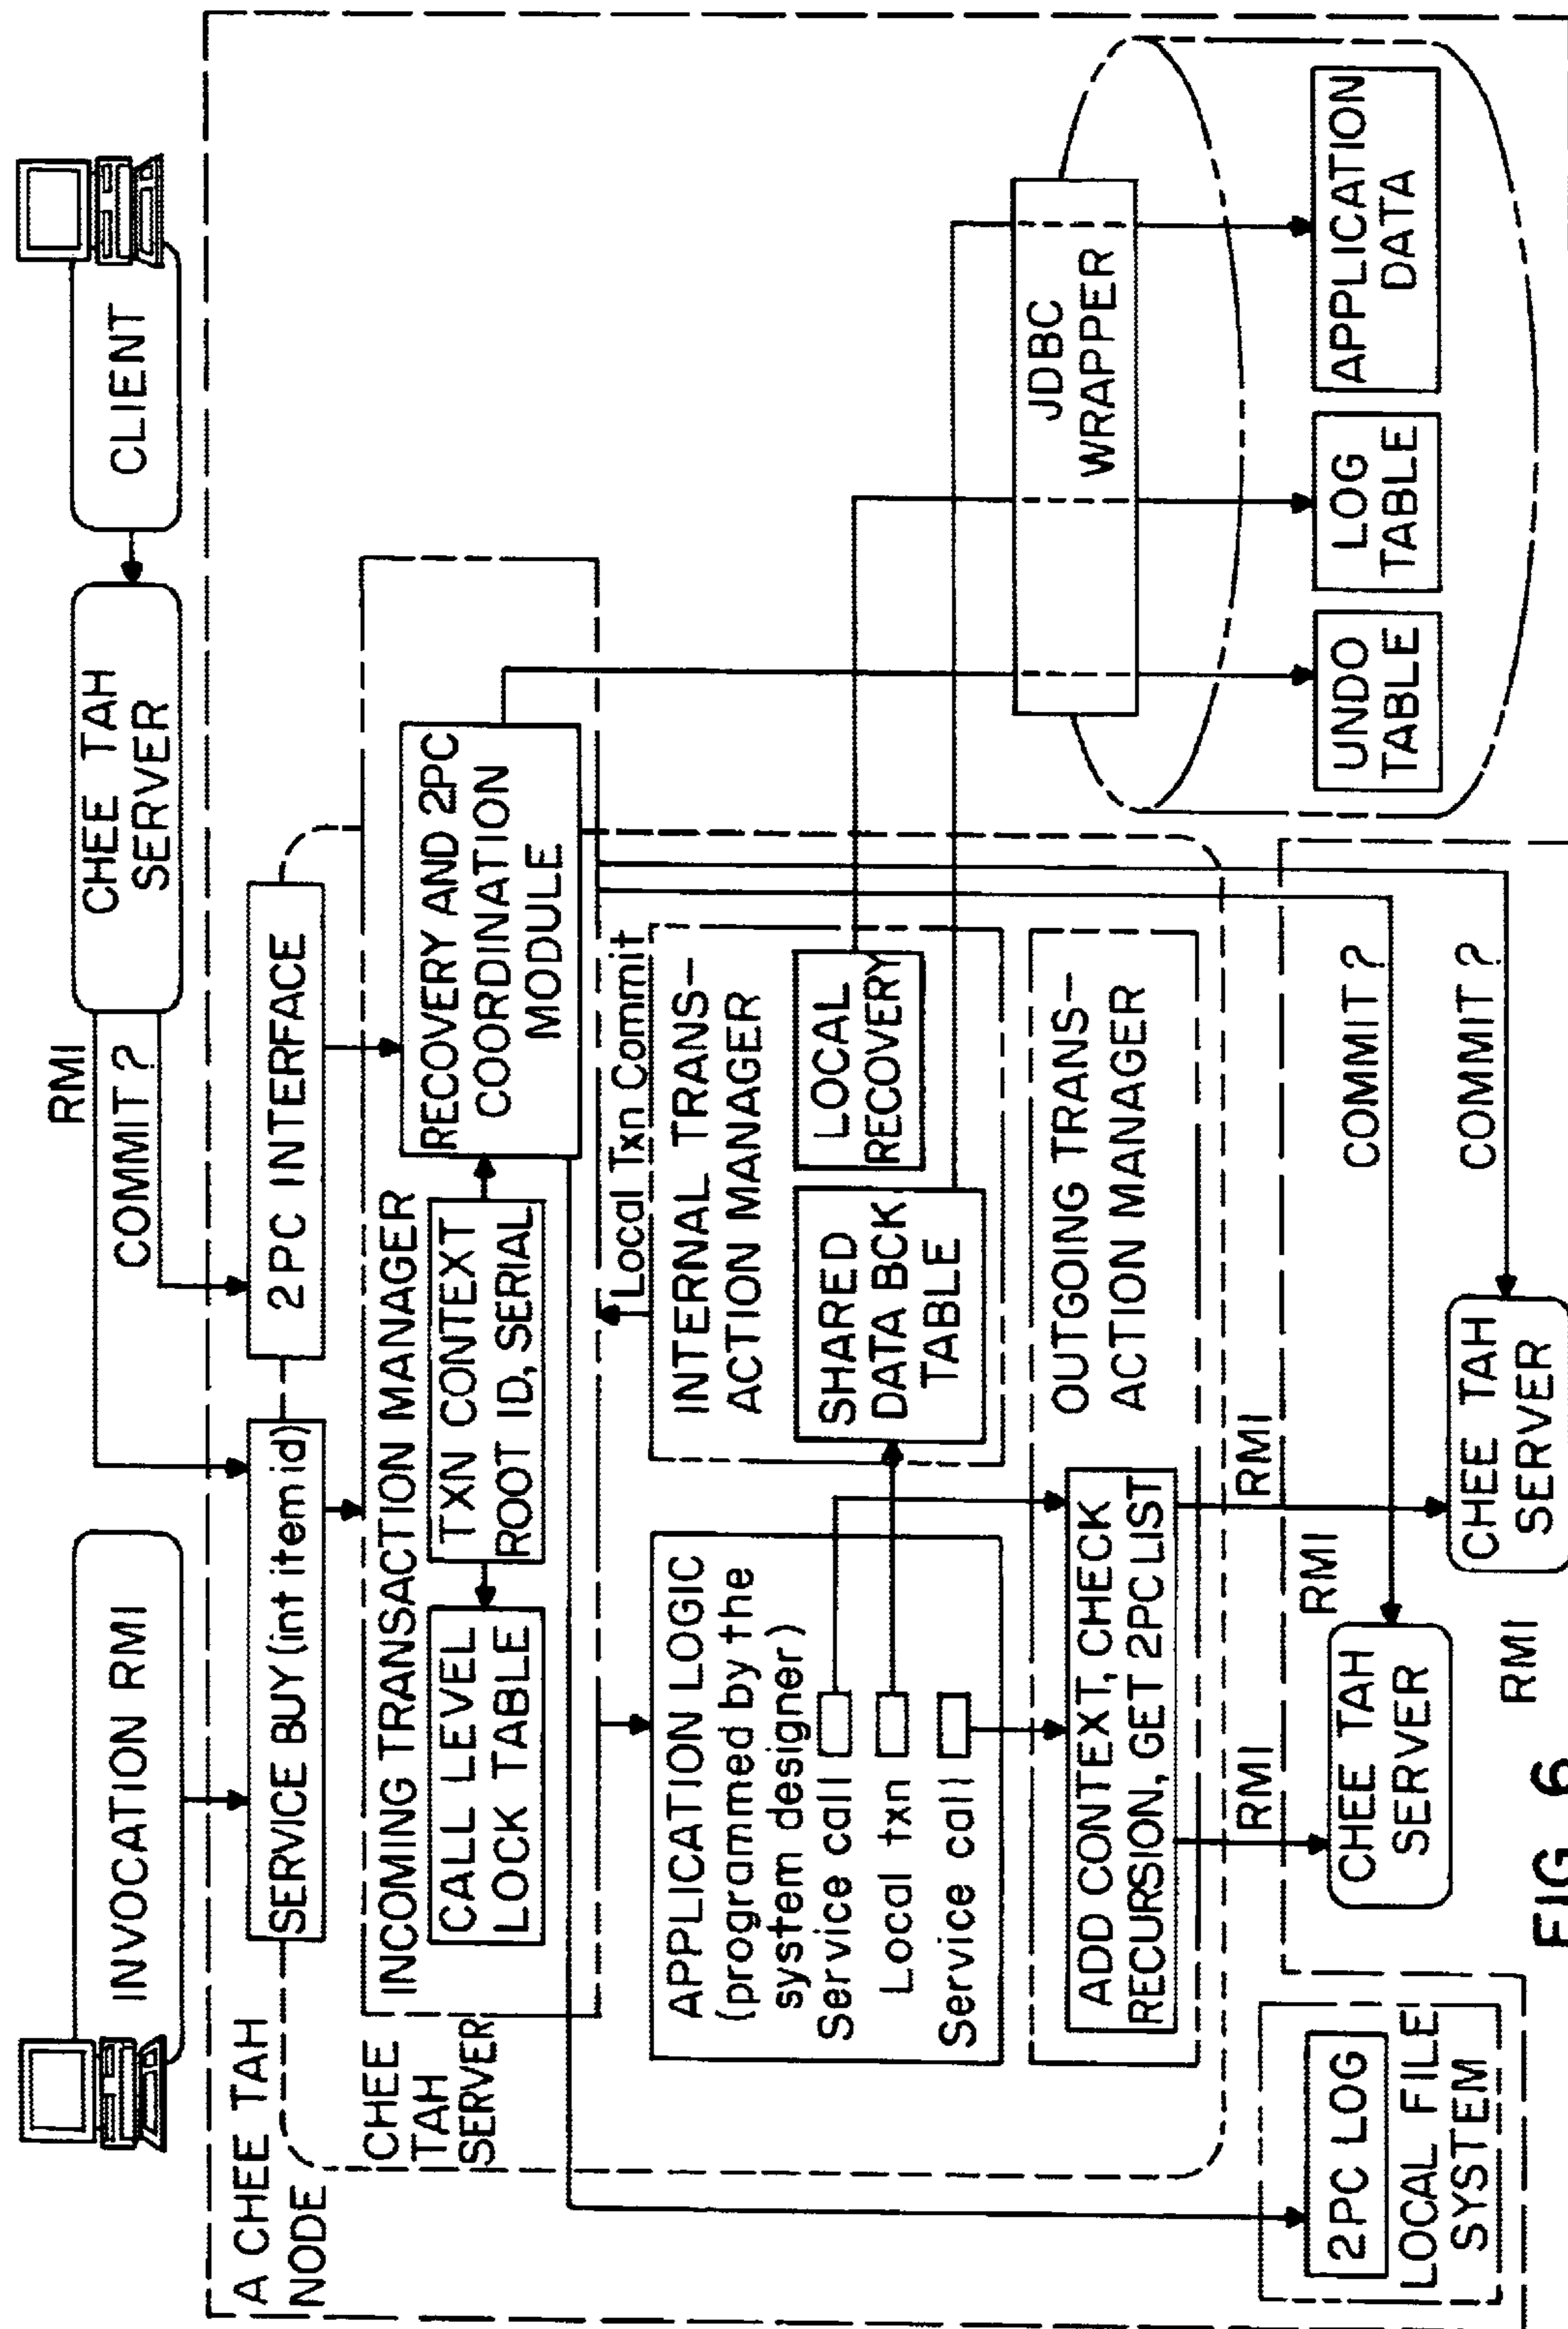 INVOCATION RMI
RMI
COMMIT?
CHEE TAH
SERVER
CLIENT
A CHEE TAH
NODE
SERVICE BUY (int item id)
2PC INTERFACE
CHEE
TAH
SERVER
INCOMING TRANSACTION MANAGER
CALL LEVEL
LOCK TABLE
TXN CONTEXT
ROOT ID, SERIAL
RECOVERY AND 2PC
COORDINATION
MODULE
Local Txn Commit
APPLICATION LOGIC
(programmed by the
system designer)
Service call
Local txn
Service call
INTERNAL TRANS-
ACTION MANAGER
SHARED
DATA BCK
TABLE
LOCAL
RECOVERY
JDBC
WRAPPER
ADD CONTEXT, CHECK
RECURSION, GET 2PC LIST
OUTGOING TRANS-
ACTION MANAGER
RMI
RMI
RMI
COMMIT?
COMMIT?
UNDO
TABLE
LOG
TABLE
APPLICATION
DATA
2PC LOG
LOCAL FILE
SYSTEM
CHEE TAH
SERVER
CHEE TAH
SERVER
RMI
FIG. 6